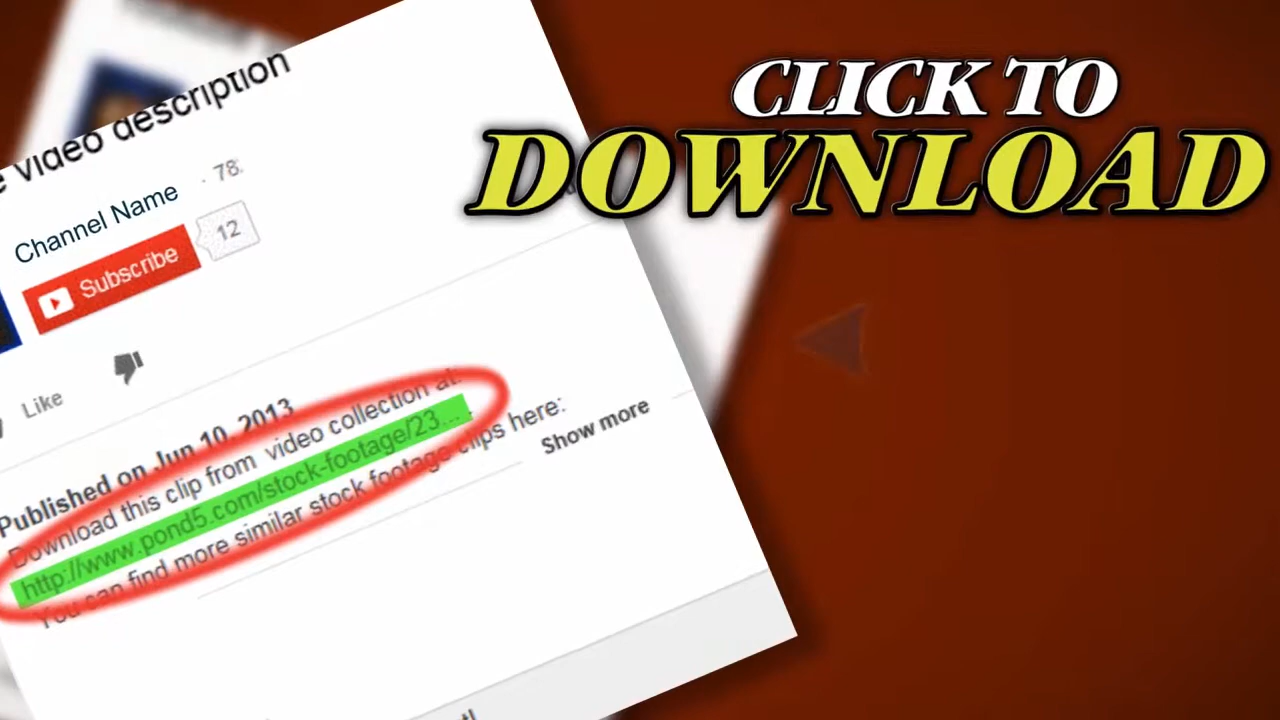 CLICK TO
DOWNLOAD
video description
Channel Name
78
Subscribe
12
Like
Published on Jun 10, 2013
Download this clip from video collection at:
http://www.pond5.com/stock-footage/23... .
You can find more similar stock footage clips here:
Show more